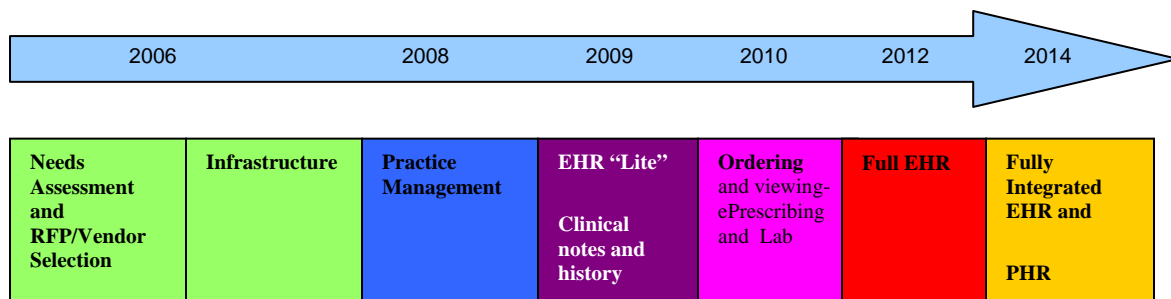 2006 2008 2009 2010 2012 2014
Needs
Assessment
and
RFP/Vendor
Selection
Infrastructure
Practice
Management
EHR “Lite”
Clinical
notes and
history
Ordering
and viewing-
ePrescribing
and Lab
Full EHR
Fully
Integrated
EHR and
PHR